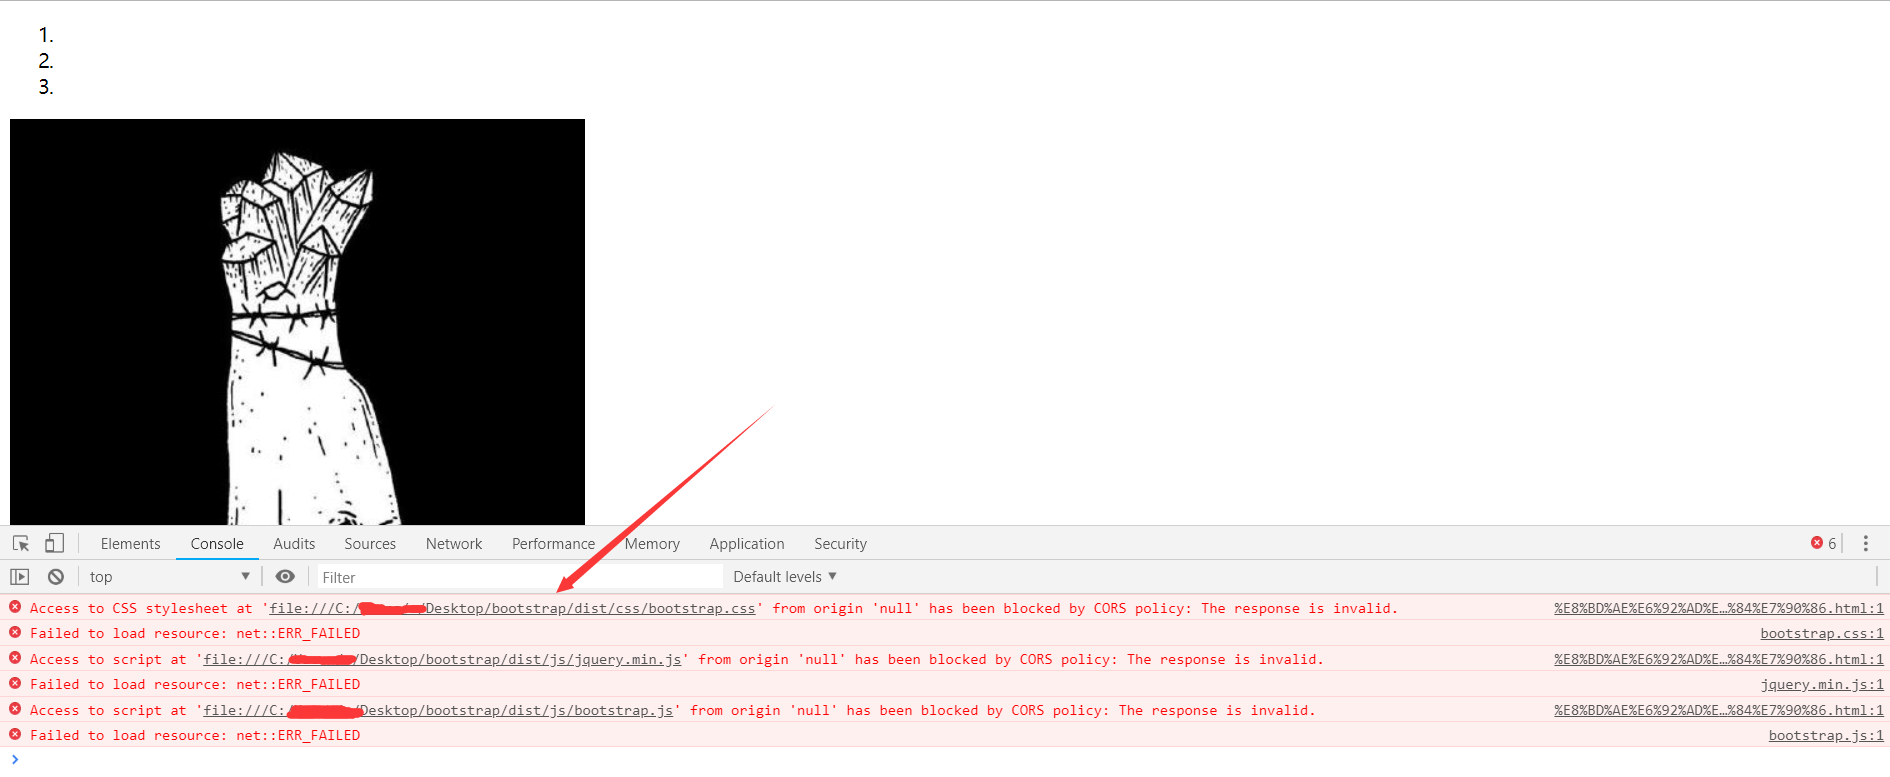 1.
2.
3.
Elements Console Audits Sources Network Performance Memory Application Security 6
top Filter Default levels
Access to CSS stylesheet at 'file:///C:/ /Desktop/bootstrap/dist/css/bootstrap.css' from origin 'null' has been blocked by CORS policy: The response is invalid. %E8%BD%AE%E6%92%AD%E…%84%E7%90%86.html:1
Failed to load resource: net::ERR_FAILED bootstrap.css:1
Access to script at 'file:///C:/ /Desktop/bootstrap/dist/js/jquery.min.js' from origin 'null' has been blocked by CORS policy: The response is invalid. %E8%BD%AE%E6%92%AD%E…%84%E7%90%86.html:1
Failed to load resource: net::ERR_FAILED jquery.min.js:1
Access to script at 'file:///C:/ /Desktop/bootstrap/dist/js/bootstrap.js' from origin 'null' has been blocked by CORS policy: The response is invalid. %E8%BD%AE%E6%92%AD%E…%84%E7%90%86.html:1
Failed to load resource: net::ERR_FAILED bootstrap.js:1